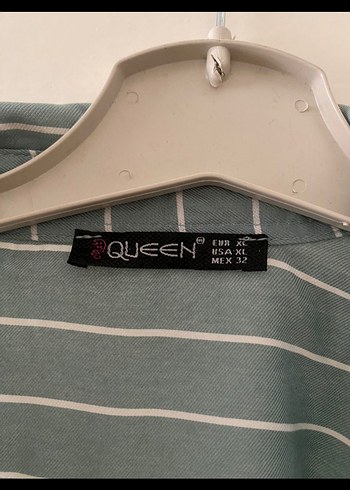 QUEEN®
EUR XL
USA XL
MEX 32